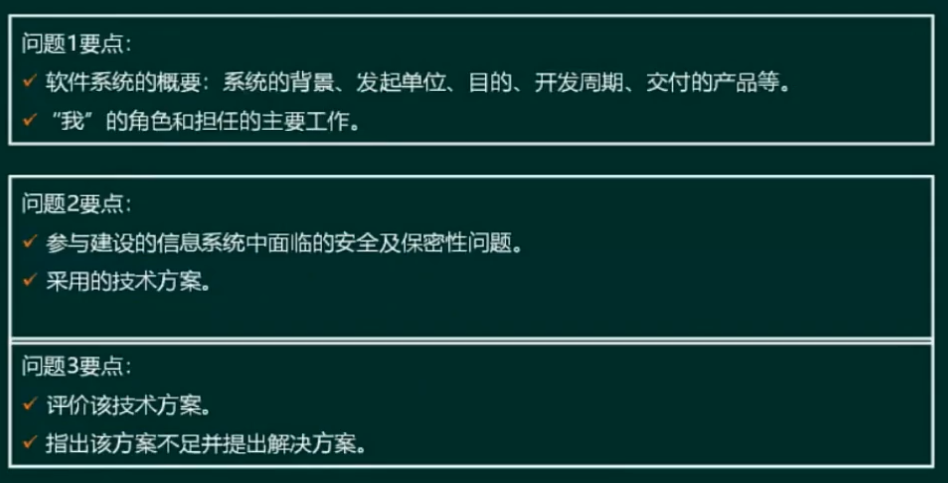 问题1要点：
✓ 软件系统的概要：系统的背景、发起单位、目的、开发周期、交付的产品等。
✓ “我”的角色和担任的主要工作。
问题2要点：
✓ 参与建设的信息系统中面临的安全及保密性问题。
✓ 采用的技术方案。
问题3要点：
✓ 评价该技术方案。
✓ 指出该方案不足并提出解决方案。